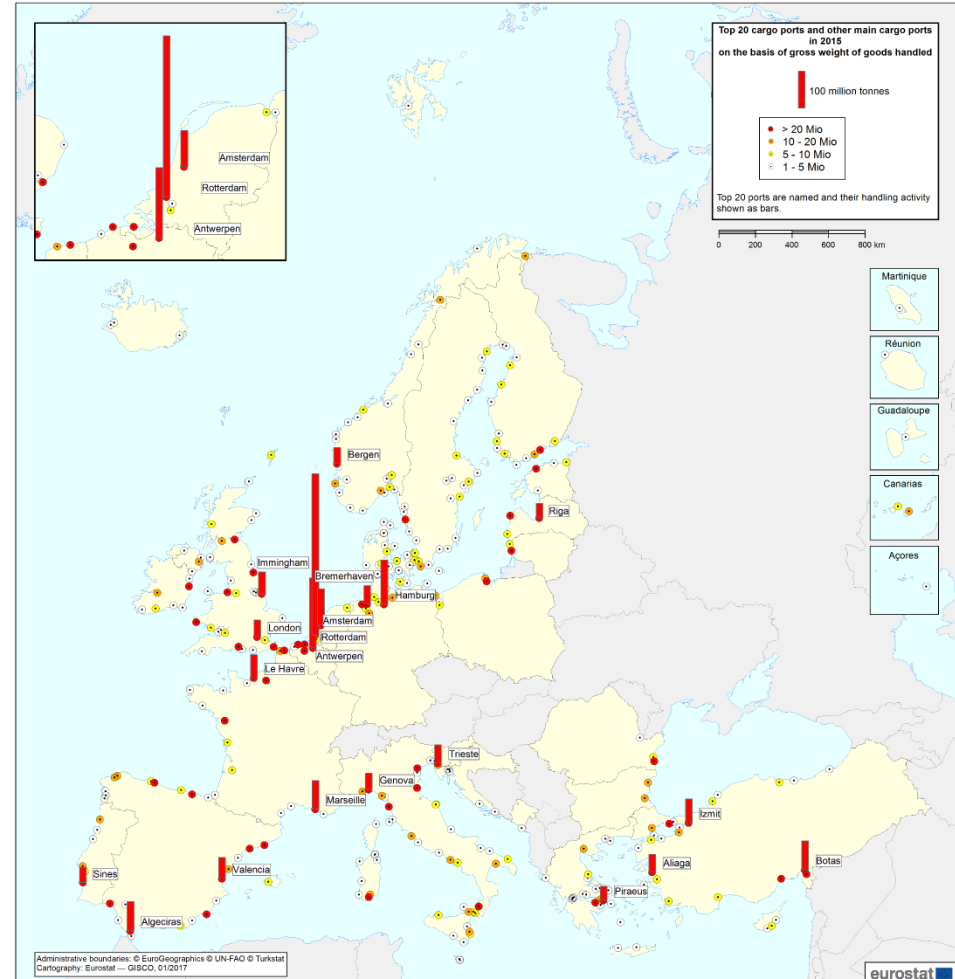 Top 20 cargo ports and other main cargo ports
in 2015
on the basis of gross weight of goods handled
100 million tonnes
> 20 Mio
10 - 20 Mio
5 - 10 Mio
1 - 5 Mio
Top 20 ports are named and their handling activity
shown as bars.
0 200 400 600 800 km
Amsterdam
Rotterdam
Antwerpen
Martinique
Réunion
Guadaloupe
Canarias
Açores
Bergen
Riga
Immingham
Bremerhaven
Hamburg
Amsterdam
London
Rotterdam
Antwerpen
Le Havre
Trieste
Genova
Marseille
Izmit
Sines
Valencia
Aliaga
Botas
Piraeus
Algeciras
Administrative boundaries: © EuroGeographics © UN-FAO © Turkstat
Cartography: Eurostat — GISCO, 01/2017
eurostat